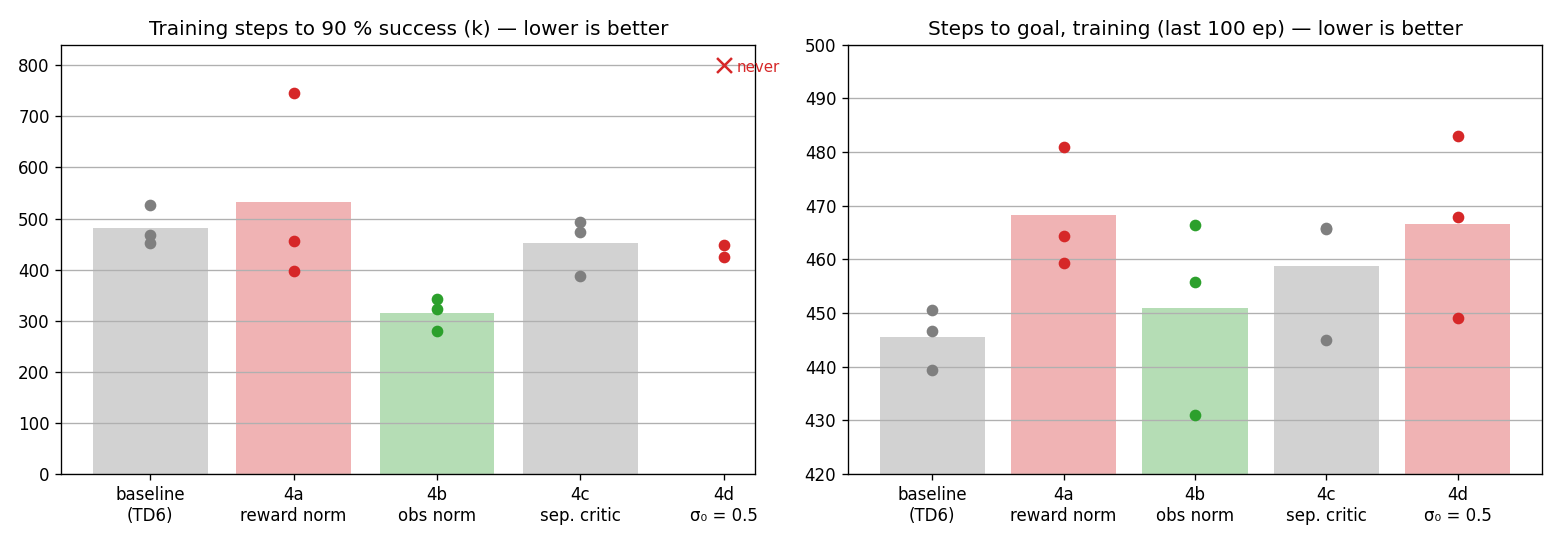 Training steps to 90 % success (k) — lower is better
800
700
600
500
400
300
200
100
0
never
baseline
(TD6)
4a
reward norm
4b
obs norm
4c
sep. critic
4d
σ₀ = 0.5
Steps to goal, training (last 100 ep) — lower is better
500
490
480
470
460
450
440
430
420
baseline
(TD6)
4a
reward norm
4b
obs norm
4c
sep. critic
4d
σ₀ = 0.5